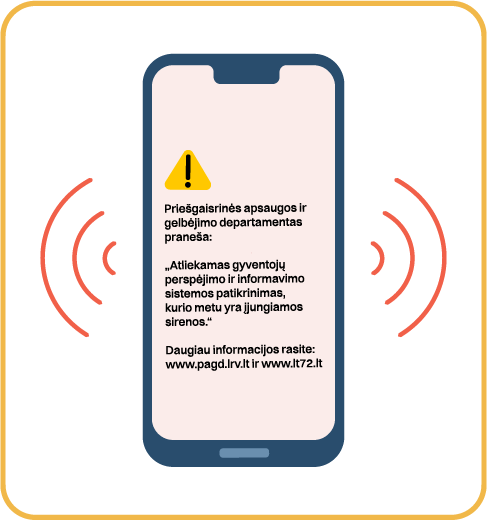 Priešgaisrinės apsaugos ir
gelbėjimo departamentas
praneša:
„Atliekamas gyventojų
perspėjimo ir informavimo
sistemos patikrinimas,
kurio metu yra įjungiamos
sirenos.“
Daugiau informacijos rasite:
www.pagd.lrv.lt ir www.lt72.lt